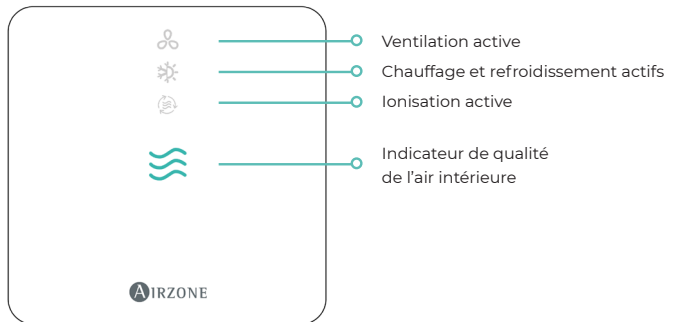 Ventilation active
Chauffage et refroidissement actifs
Ionisation active
Indicateur de qualité
de l'air intérieure
AIRZONE